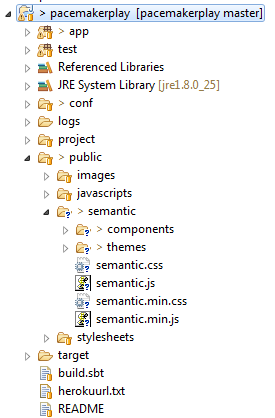 > pacemakerplay [pacemakerplay master]
> app
test
Referenced Libraries
JRE System Library [jre1.8.0_25]
> conf
logs
project
> public
images
javascripts
> semantic
> components
> themes
semantic.css
semantic.js
semantic.min.css
semantic.min.js
stylesheets
target
build.sbt
herokuurl.txt
README